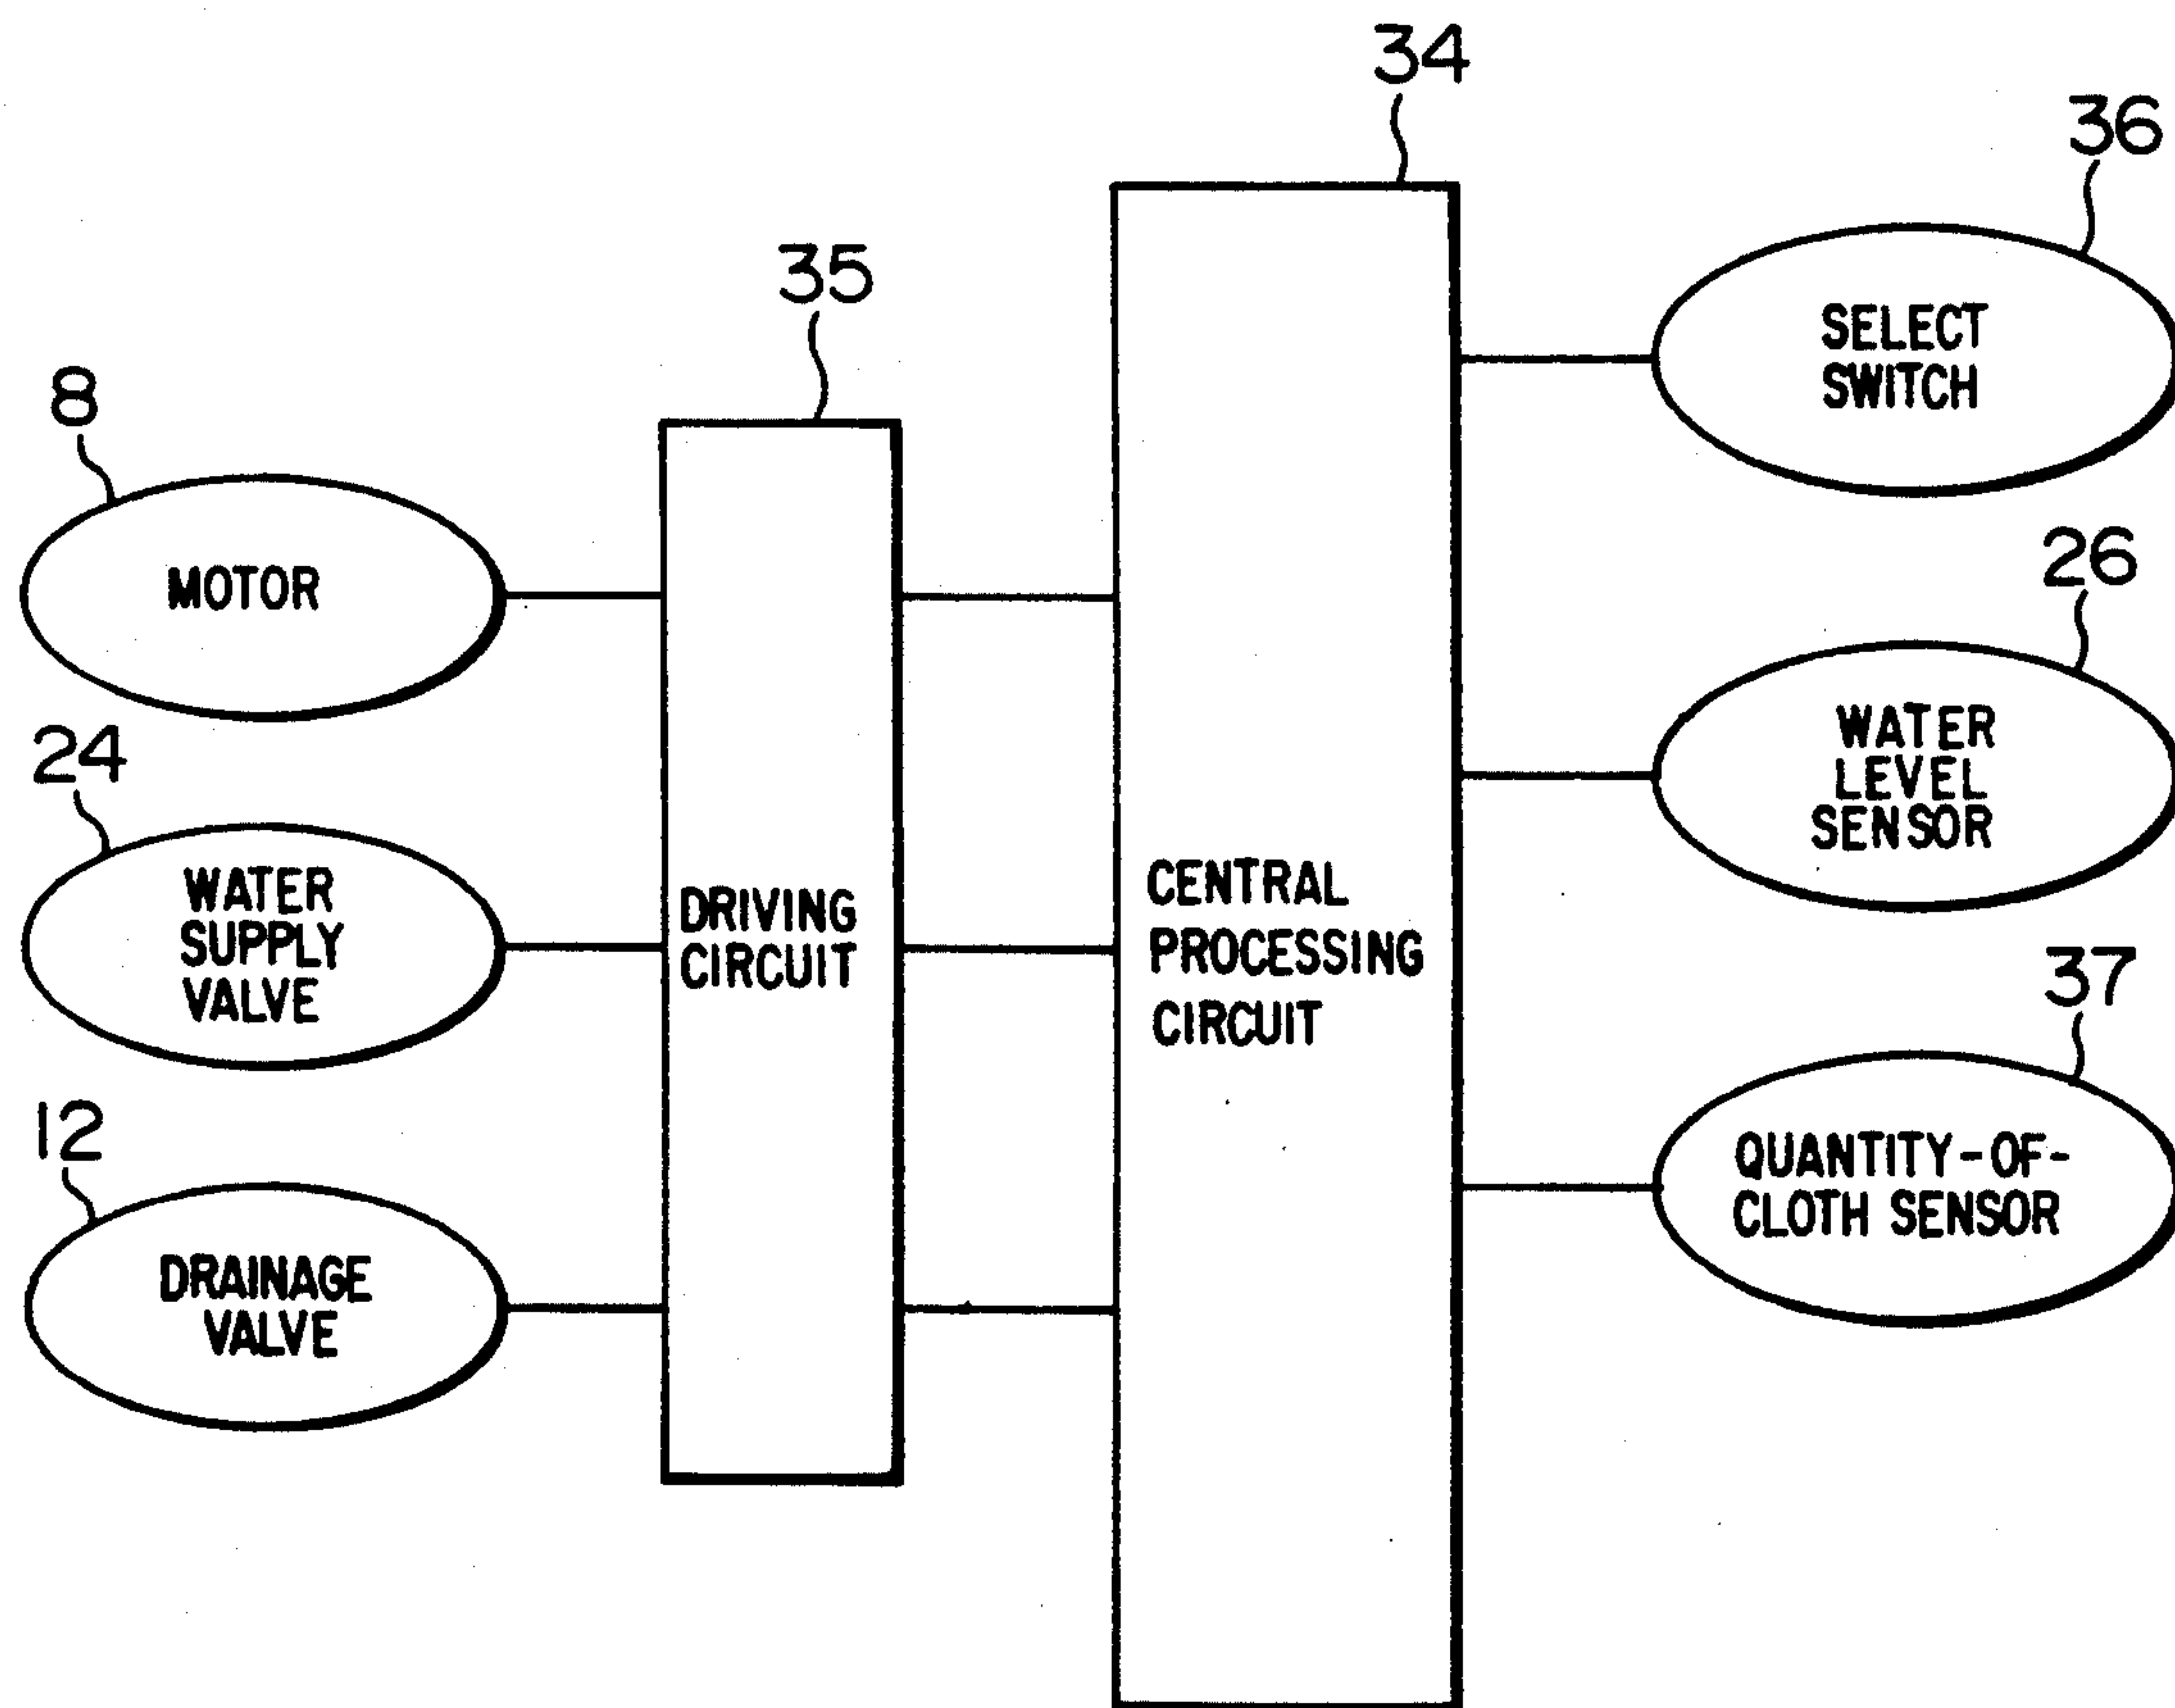 34
36
SELECT
SWITCH
35
8
MOTOR
26
WATER
LEVEL
SENSOR
24
WATER
SUPPLY
VALVE
DRIVING
CIRCUIT
CENTRAL
PROCESSING
CIRCUIT
37
QUANTITY-OF-
CLOTH SENSOR
12
DRAINAGE
VALVE